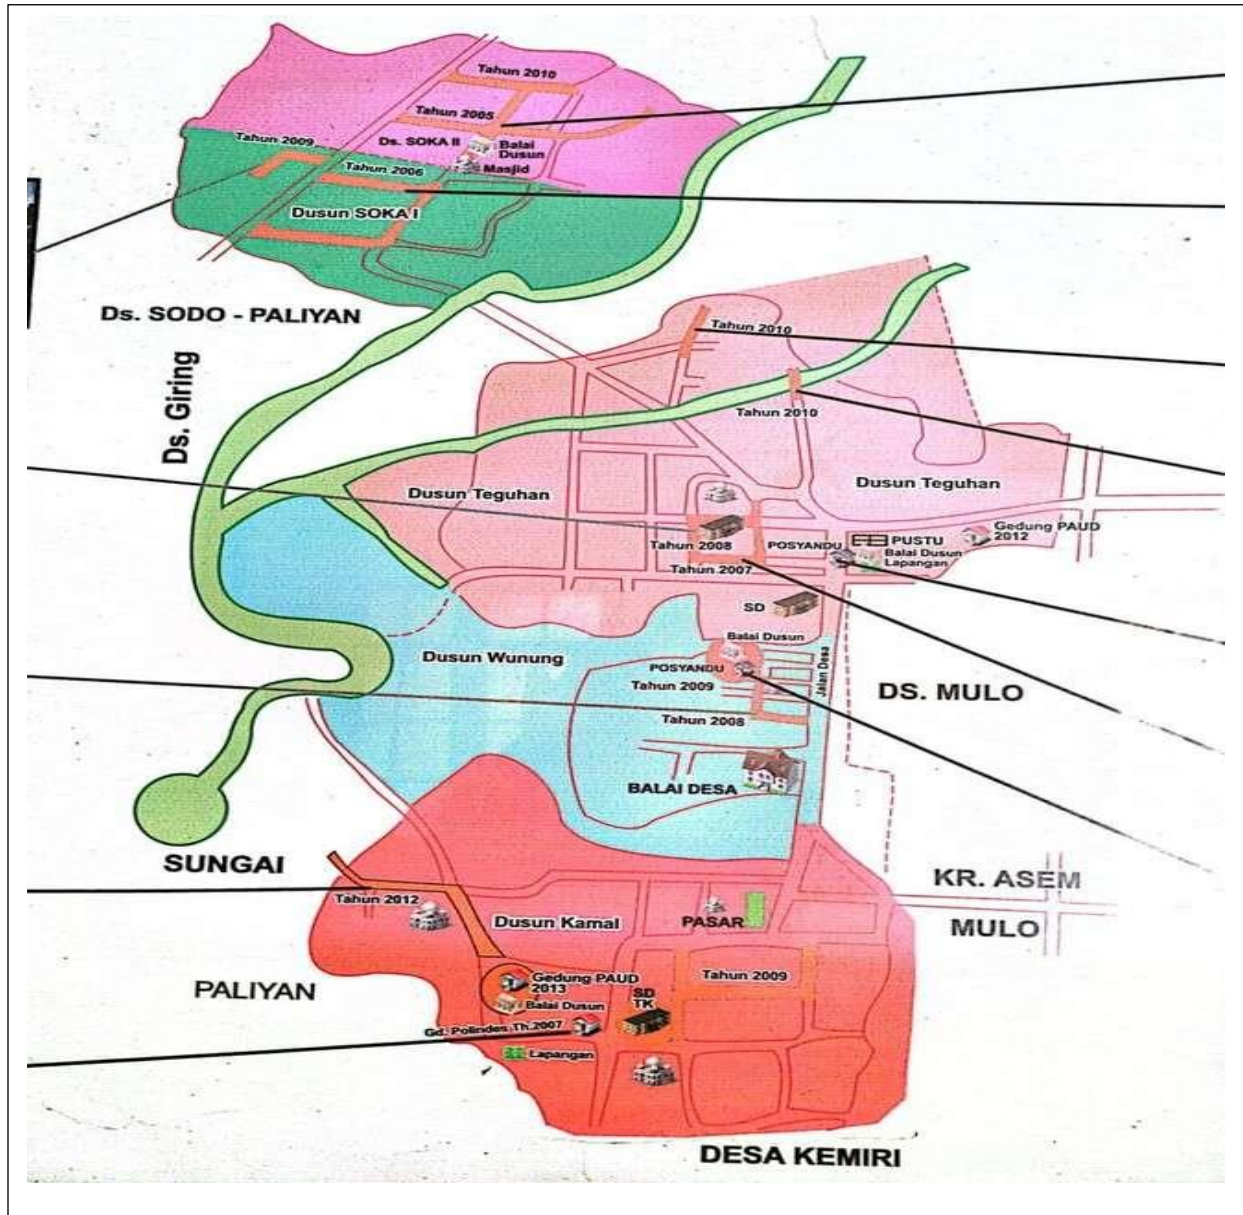 Tahun 2010
Tahun 2005
Tahun 2009
Ds. SOKA II
Balai
Dusun
Masjid
Tahun 2006
Dusun SOKA I
Ds. SODO - PALIYAN
Tahun 2010
Ds. Giring
Tahun 2010
Dusun Teguhan
Dusun Teguhan
Gedung PAUD
2012
PUSTU
Tahun 2008
POSYANDU
Balai Dusun
Lapangan
Tahun 2007
SD
Balai Dusun
Dusun Wunung
POSYANDU
Jalan Desa
Tahun 2009
DS. MULO
Tahun 2008
BALAI DESA
SUNGAI
KR. ASEM
Tahun 2012
Dusun Kamal
PASAR
MULO
PALIYAN
Gedung PAUD
2013
Tahun 2009
SD
TK
Balai Dusun
Gd. Polindes Th.2007
Lapangan
DESA KEMIRI